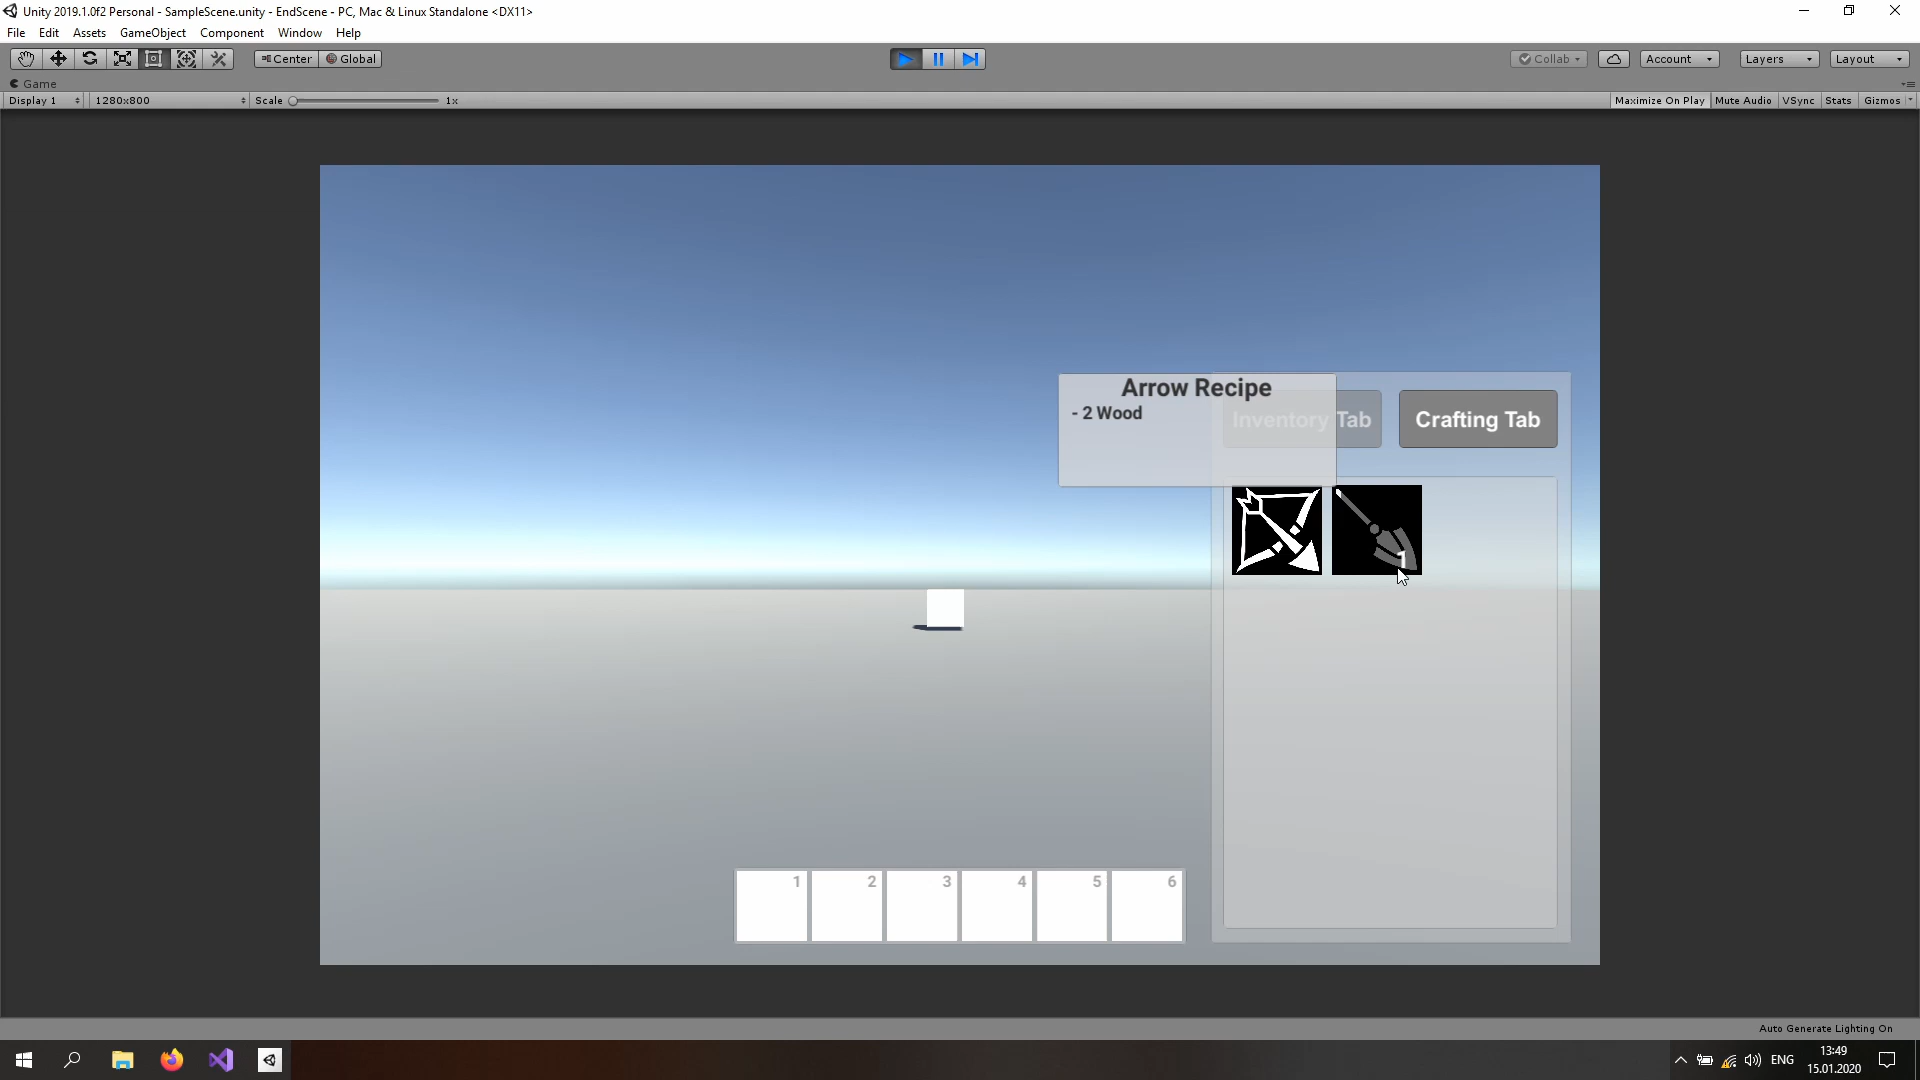 Unity 2019.1.0f2 Personal - SampleScene.unity - EndScene - PC, Mac & Linux Standalone <DX11>
File Edit Assets GameObject Component Window Help
Center Global Collab Account Layers Layout
Game
Display 1 1280x800 Scale 1x Maximize On Play Mute Audio VSync Stats Gizmos
Arrow Recipe
- 2 Wood
Inventory Tab Crafting Tab
1
1 2 3 4 5 6
Auto Generate Lighting On
ENG 13:49
15.01.2020